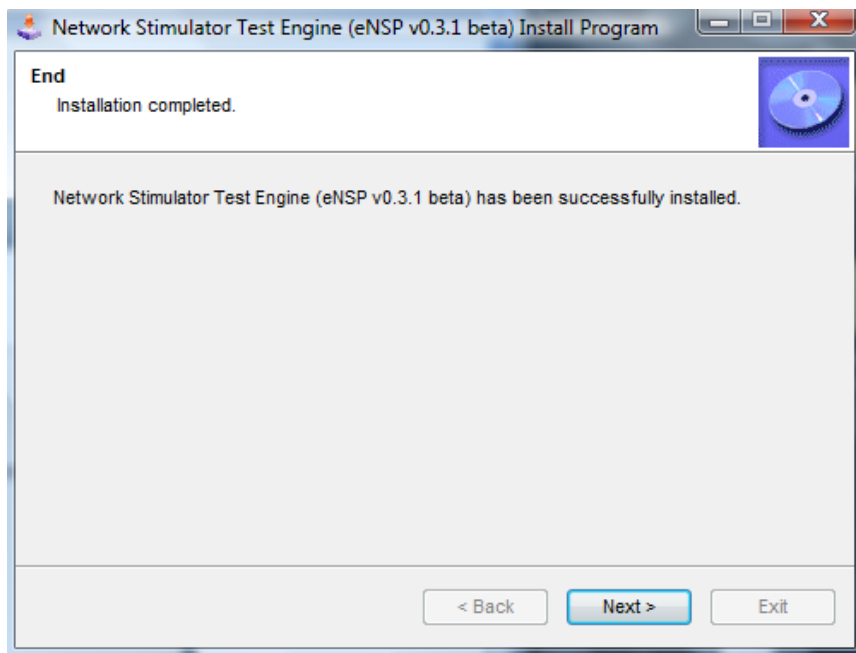 Network Stimulator Test Engine (eNSP v0.3.1 beta) Install Program
End
Installation completed.
Network Stimulator Test Engine (eNSP v0.3.1 beta) has been successfully installed.
< Back Next > Exit